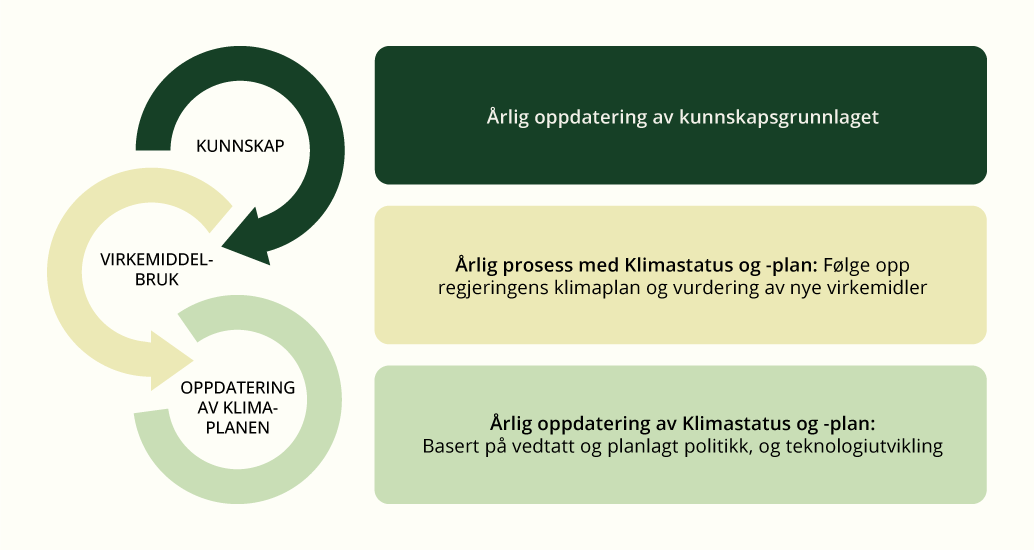 KUNNSKAP
Årlig oppdatering av kunnskapsgrunnlaget
VIRKEMIDDEL-
BRUK
Årlig prosess med Klimastatus og -plan: Følge opp
regjeringens klimaplan og vurdering av nye virkemidler
OPPDATERING
AV KLIMA-
PLANEN
Årlig oppdatering av Klimastatus og -plan:
Basert på vedtatt og planlagt politikk, og teknologiutvikling